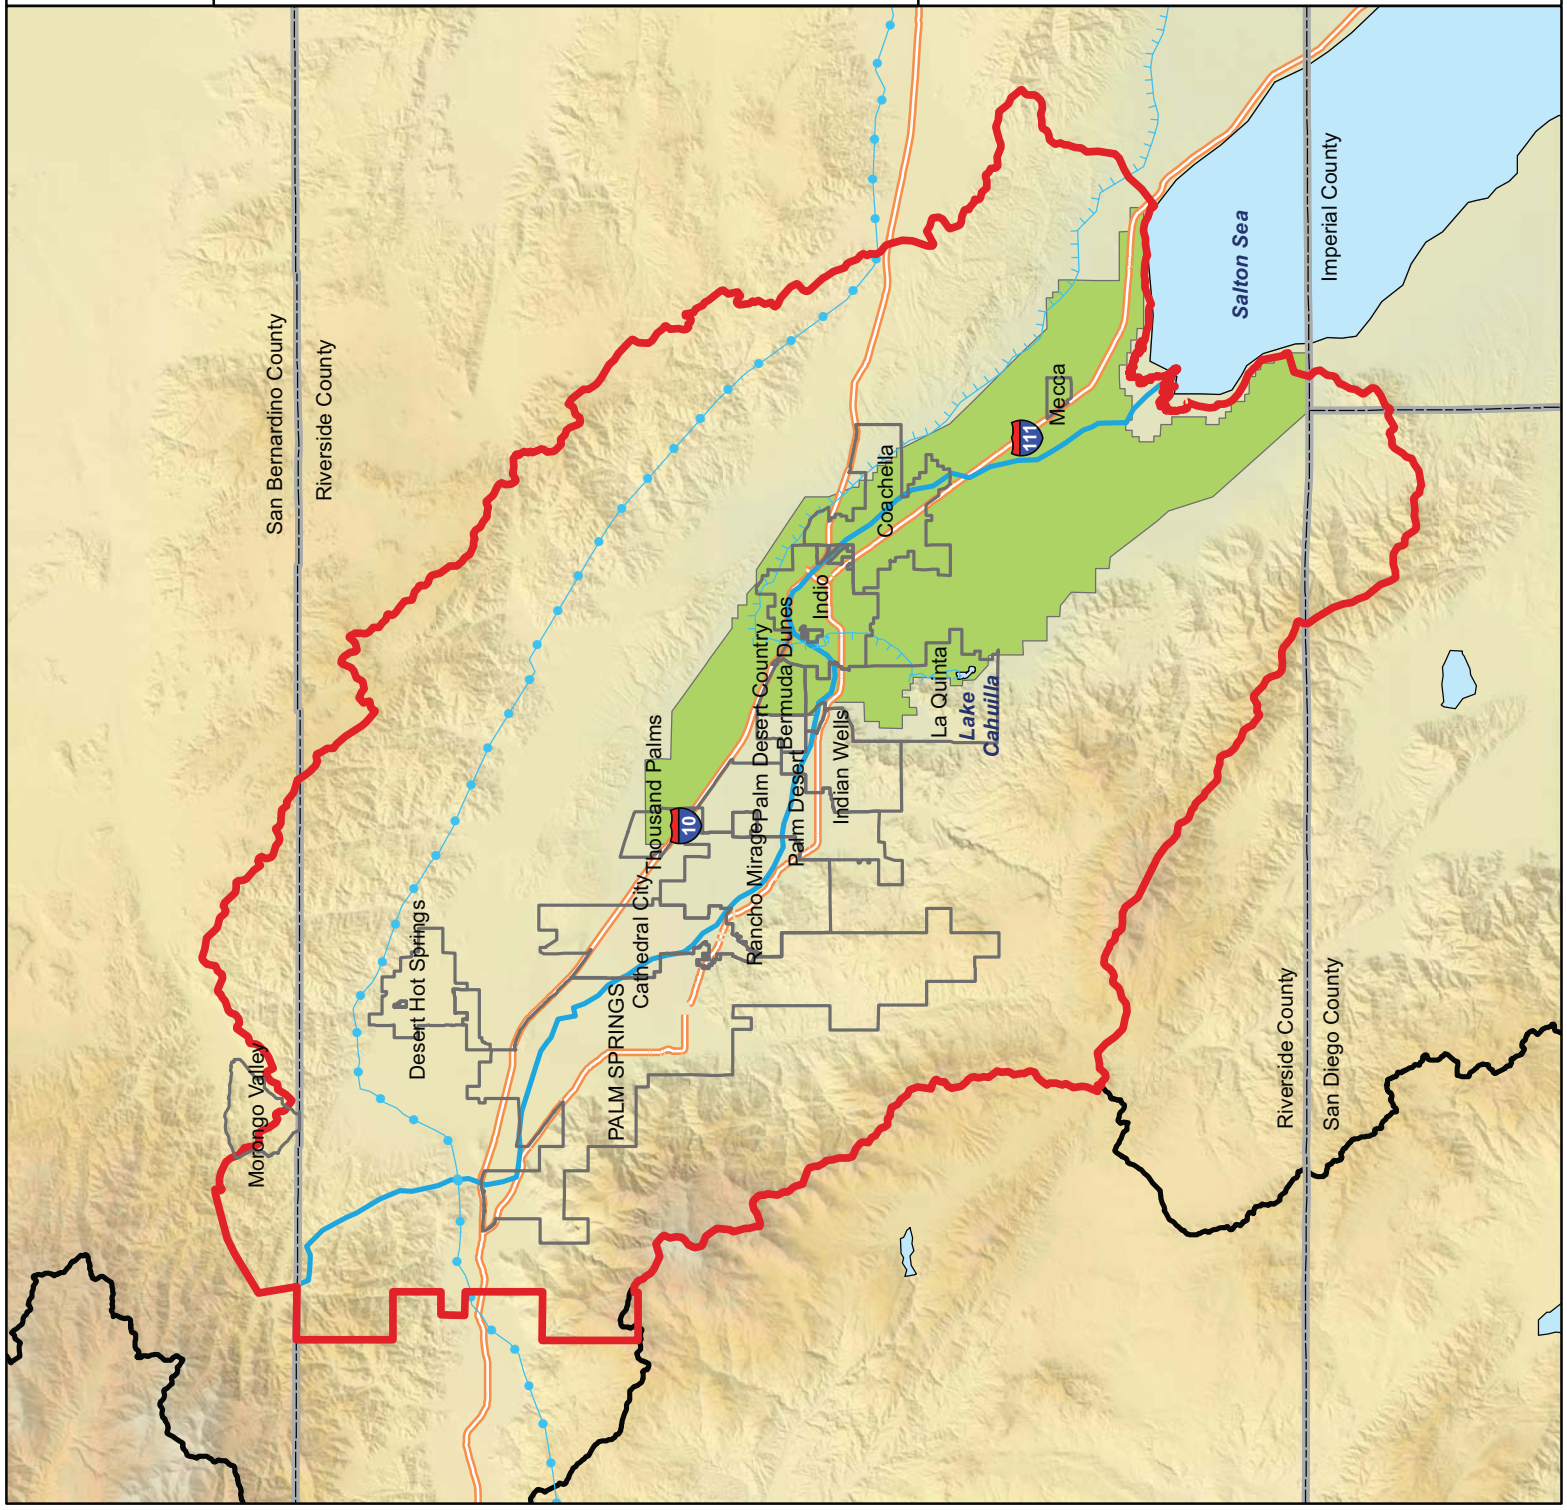 San Bernardino County
Riverside County
Morongo Valley
Desert Hot Springs
Thousand Palms
10
Cathedral City
PALM SPRINGS
Rancho Mirage
Palm Desert Country
Bermuda Dunes
Palm Desert
Indio
Indian Wells
Coachella
La Quinta
Lake
Cahuilla
111
Mecca
Salton Sea
Riverside County
San Diego County
Imperial County